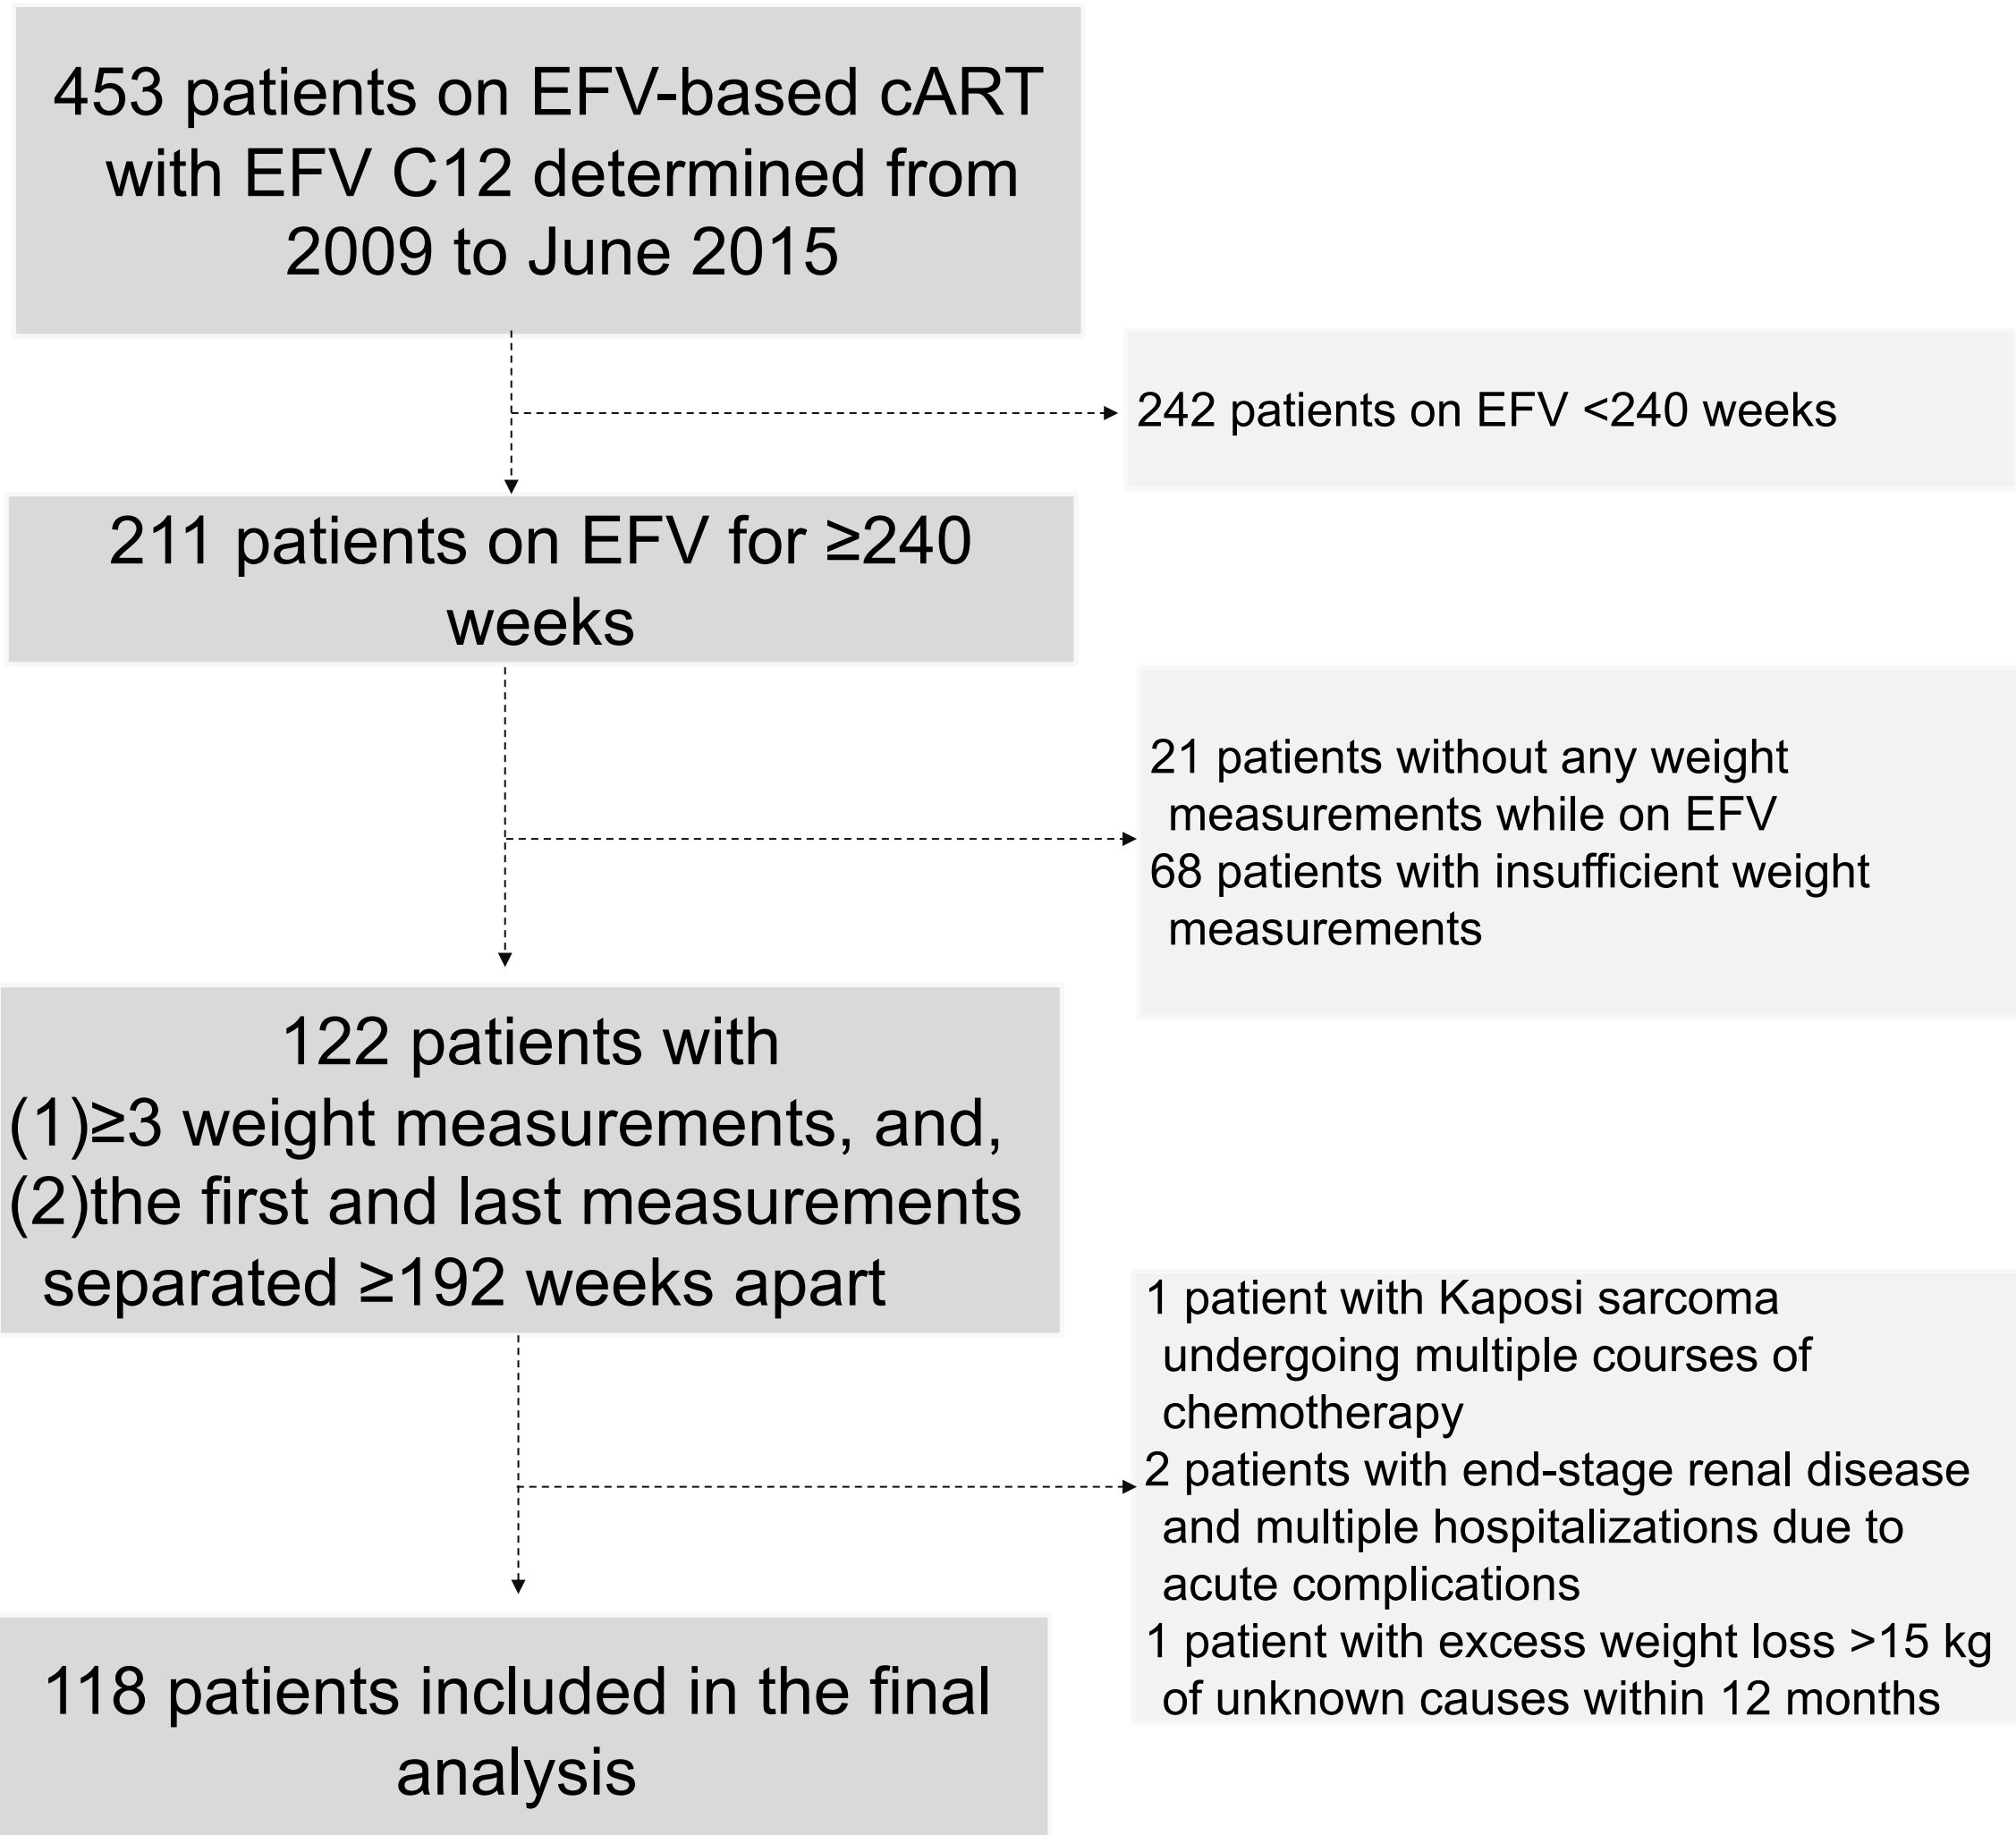 453 patients on EFV-based cART
with EFV C12 determined from
2009 to June 2015
242 patients on EFV <240 weeks
211 patients on EFV for ≥240
weeks
21 patients without any weight
measurements while on EFV
68 patients with insufficient weight
measurements
122 patients with
(1)≥3 weight measurements, and,
(2)the first and last measurements
separated ≥192 weeks apart
1 patient with Kaposi sarcoma
undergoing multiple courses of
chemotherapy
2 patients with end-stage renal disease
and multiple hospitalizations due to
acute complications
1 patient with excess weight loss >15 kg
of unknown causes within 12 months
118 patients included in the final
analysis